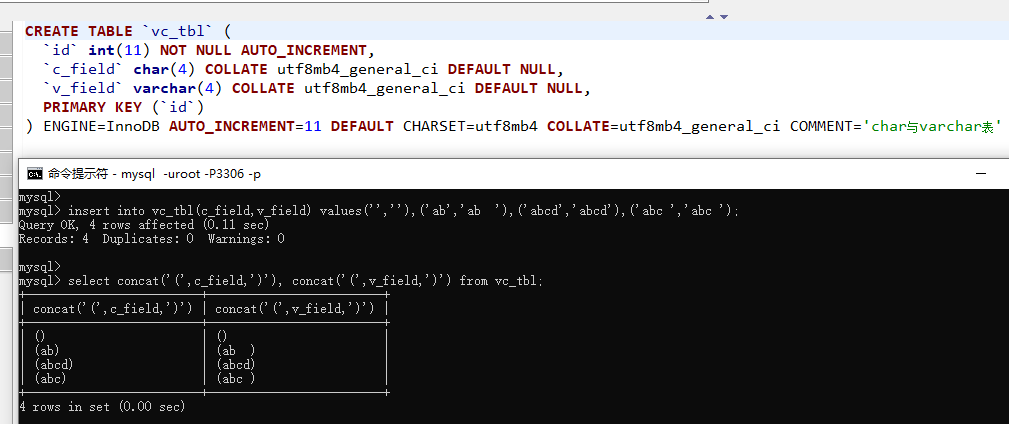 CREATE TABLE `vc_tbl` (
  `id` int(11) NOT NULL AUTO_INCREMENT,
  `c_field` char(4) COLLATE utf8mb4_general_ci DEFAULT NULL,
  `v_field` varchar(4) COLLATE utf8mb4_general_ci DEFAULT NULL,
  PRIMARY KEY (`id`)
) ENGINE=InnoDB AUTO_INCREMENT=11 DEFAULT CHARSET=utf8mb4 COLLATE=utf8mb4_general_ci COMMENT='char与varchar表'
C:\. 命令提示符 - mysql  -uroot -P3306 -p
mysql>
mysql> insert into vc_tbl(c_field,v_field) values('',''),('ab','ab  '),('abcd','abcd'),('abc ','abc ');
Query OK, 4 rows affected (0.11 sec)
Records: 4  Duplicates: 0  Warnings: 0
mysql>
mysql> select concat('(',c_field,')'), concat('(',v_field,')') from vc_tbl;
+-------------------------+-------------------------+
| concat('(',c_field,')') | concat('(',v_field,')') |
+-------------------------+-------------------------+
| ()                      | ()                      |
| (ab)                    | (ab  )                  |
| (abcd)                  | (abcd)                  |
| (abc)                   | (abc )                  |
+-------------------------+-------------------------+
4 rows in set (0.00 sec)